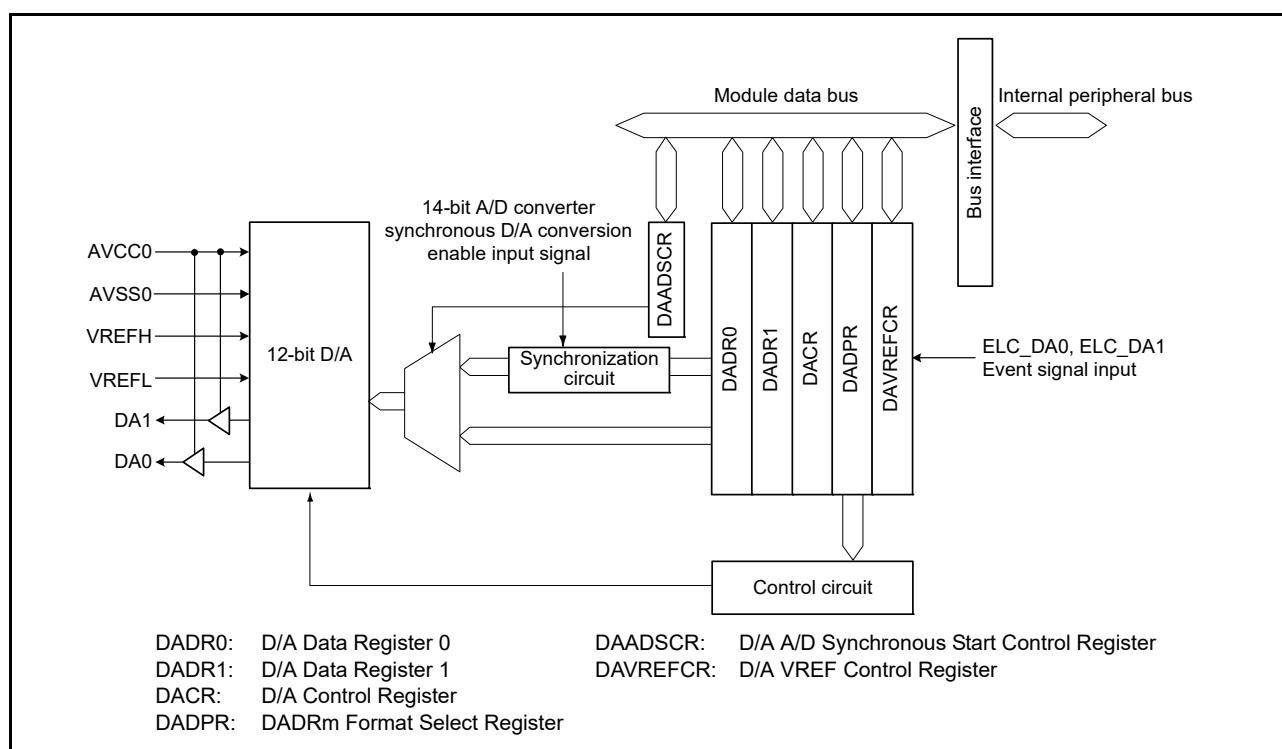 Module data bus
Internal peripheral bus
Bus interface
14-bit A/D converter
synchronous D/A conversion
enable input signal
AVCC0
AVSS0
VREFH
VREFL
DA1
DA0
12-bit D/A
Synchronization
circuit
DAADSCR
DADR0
DADR1
DACR
DADPR
DAVREFCR
ELC_DA0, ELC_DA1
Event signal input
Control circuit
DADR0: D/A Data Register 0
DADR1: D/A Data Register 1
DACR: D/A Control Register
DADPR: DADRm Format Select Register
DAADSCR: D/A A/D Synchronous Start Control Register
DAVREFCR: D/A VREF Control Register